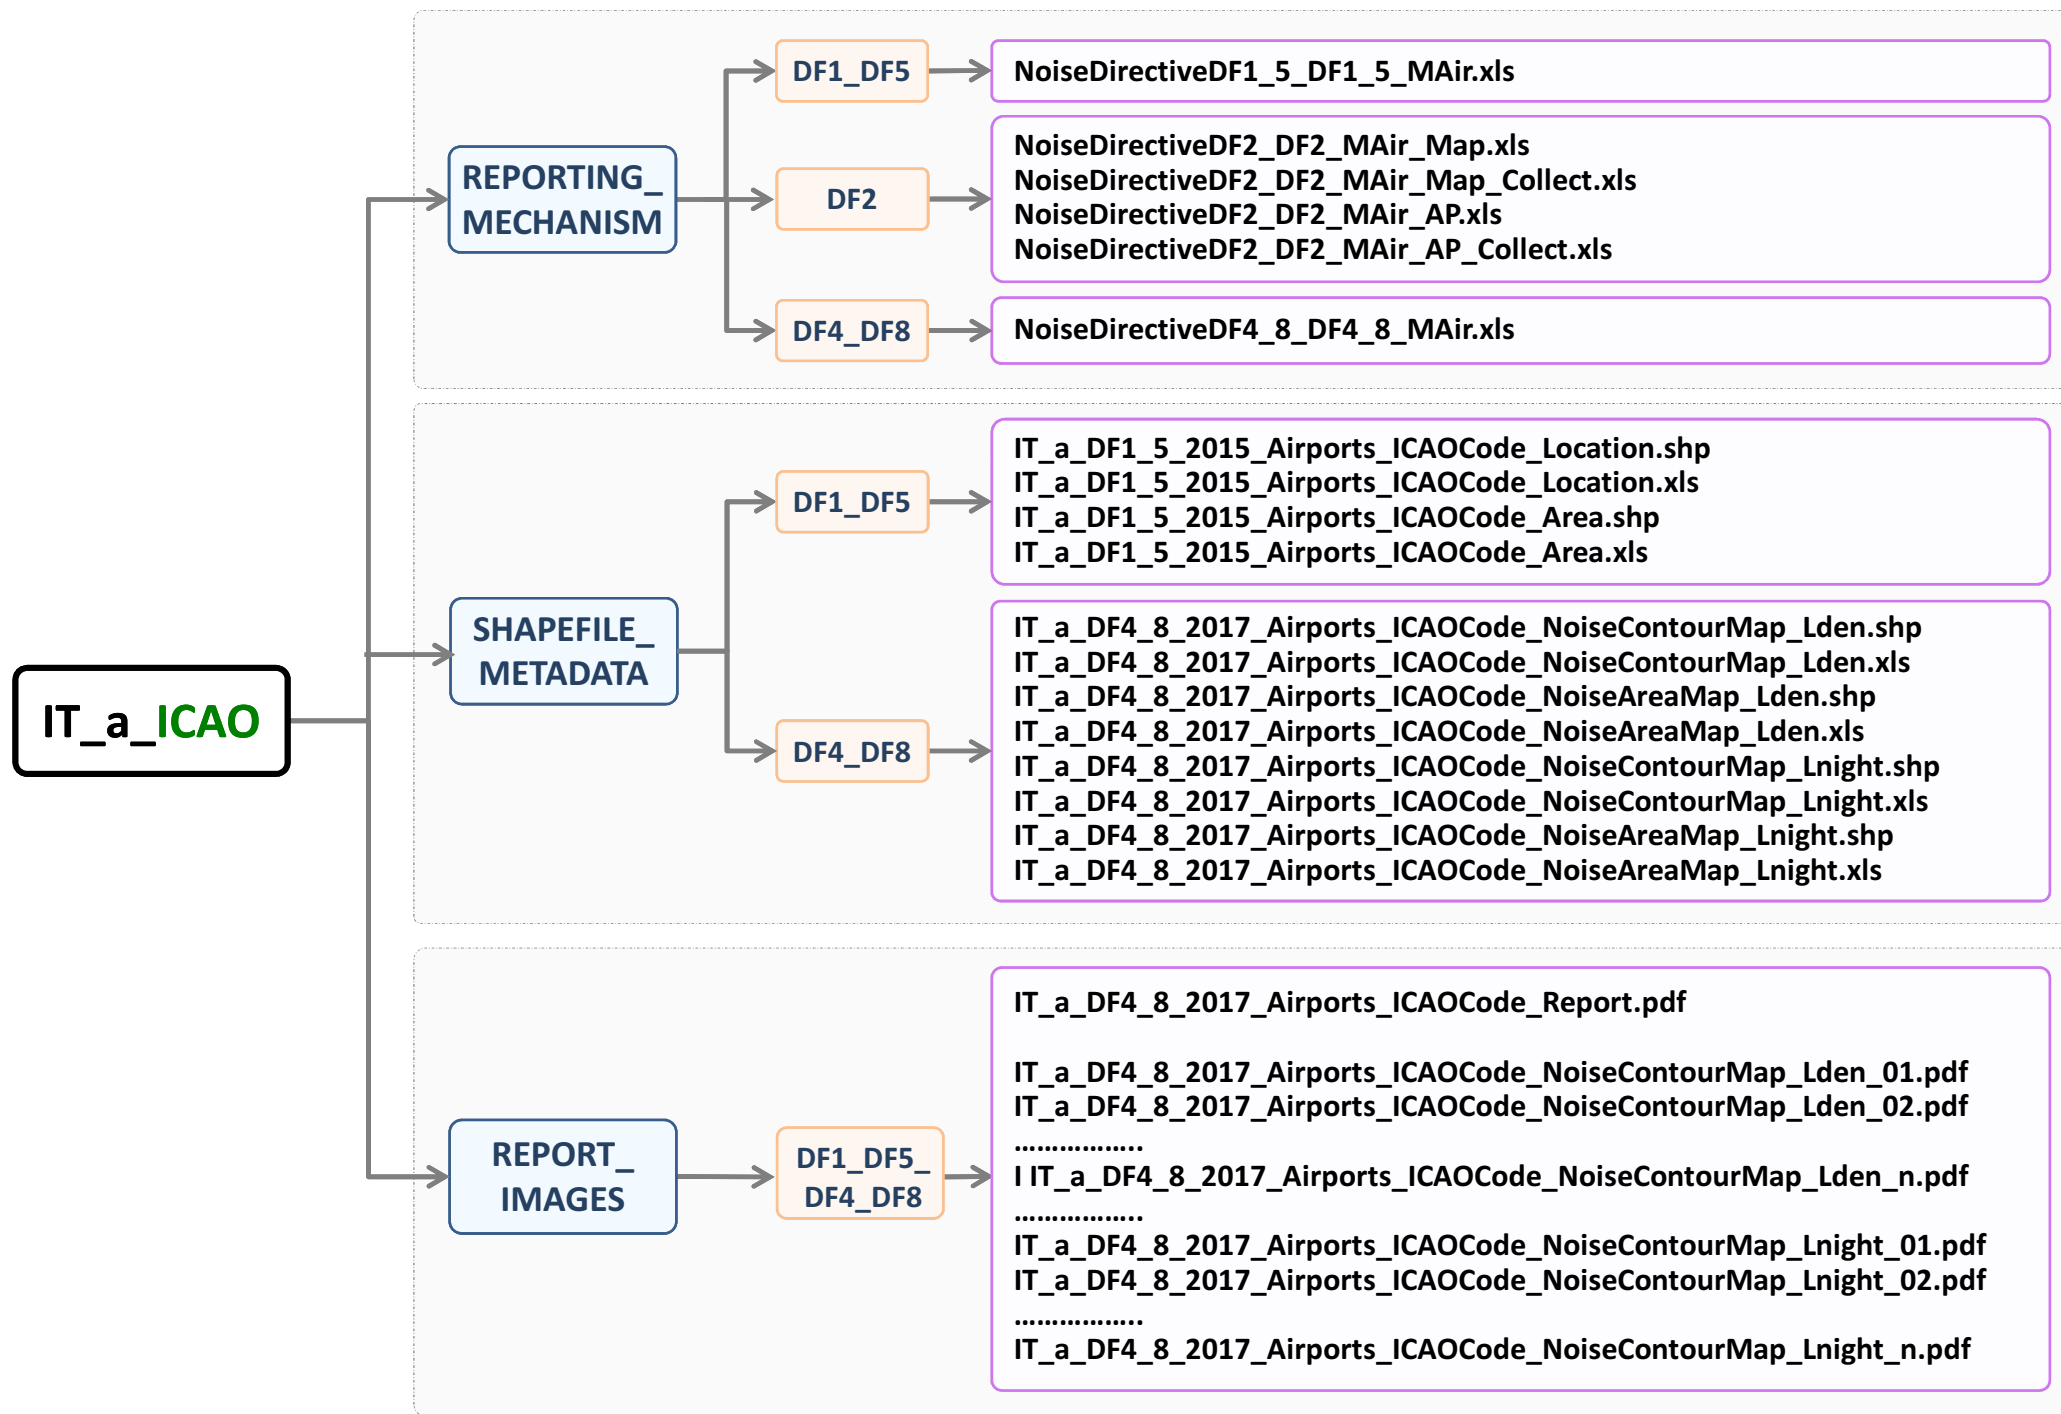 IT_a_ICAO
REPORTING_
MECHANISM
DF1_DF5
NoiseDirectiveDF1_5_DF1_5_MAir.xls
DF2
NoiseDirectiveDF2_DF2_MAir_Map.xls
NoiseDirectiveDF2_DF2_MAir_Map_Collect.xls
NoiseDirectiveDF2_DF2_MAir_AP.xls
NoiseDirectiveDF2_DF2_MAir_AP_Collect.xls
DF4_DF8
NoiseDirectiveDF4_8_DF4_8_MAir.xls
SHAPEFILE_
METADATA
DF1_DF5
IT_a_DF1_5_2015_Airports_ICAOCode_Location.shp
IT_a_DF1_5_2015_Airports_ICAOCode_Location.xls
IT_a_DF1_5_2015_Airports_ICAOCode_Area.shp
IT_a_DF1_5_2015_Airports_ICAOCode_Area.xls
DF4_DF8
IT_a_DF4_8_2017_Airports_ICAOCode_NoiseContourMap_Lden.shp
IT_a_DF4_8_2017_Airports_ICAOCode_NoiseContourMap_Lden.xls
IT_a_DF4_8_2017_Airports_ICAOCode_NoiseAreaMap_Lden.shp
IT_a_DF4_8_2017_Airports_ICAOCode_NoiseAreaMap_Lden.xls
IT_a_DF4_8_2017_Airports_ICAOCode_NoiseContourMap_Lnight.shp
IT_a_DF4_8_2017_Airports_ICAOCode_NoiseContourMap_Lnight.xls
IT_a_DF4_8_2017_Airports_ICAOCode_NoiseAreaMap_Lnight.shp
IT_a_DF4_8_2017_Airports_ICAOCode_NoiseAreaMap_Lnight.xls
REPORT_
IMAGES
DF1_DF5_
DF4_DF8
IT_a_DF4_8_2017_Airports_ICAOCode_Report.pdf
IT_a_DF4_8_2017_Airports_ICAOCode_NoiseContourMap_Lden_01.pdf
IT_a_DF4_8_2017_Airports_ICAOCode_NoiseContourMap_Lden_02.pdf
……………..
I IT_a_DF4_8_2017_Airports_ICAOCode_NoiseContourMap_Lden_n.pdf
……………..
IT_a_DF4_8_2017_Airports_ICAOCode_NoiseContourMap_Lnight_01.pdf
IT_a_DF4_8_2017_Airports_ICAOCode_NoiseContourMap_Lnight_02.pdf
……………..
IT_a_DF4_8_2017_Airports_ICAOCode_NoiseContourMap_Lnight_n.pdf